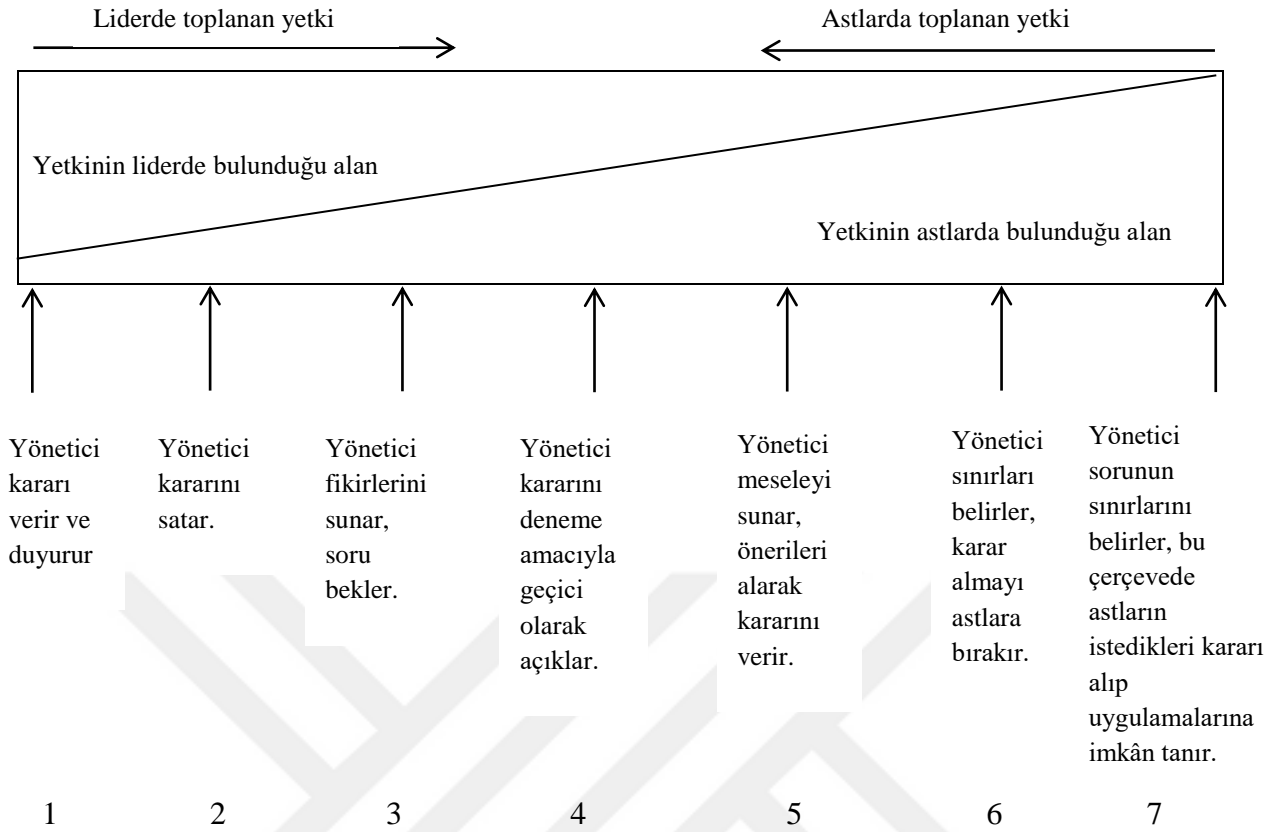 Liderde toplanan yetki
Astlarda toplanan yetki
Yetkinin liderde bulunduğu alan
Yetkinin astlarda bulunduğu alan
Yönetici
kararı
verir ve
duyurur
Yönetici
kararını
satar.
Yönetici
fikirlerini
sunar,
soru
bekler.
Yönetici
kararını
deneme
amacıyla
geçici
olarak
açıklar.
Yönetici
meseleyi
sunar,
önerileri
alarak
kararını
verir.
Yönetici
sınırları
belirler,
karar
almayı
astlara
bırakır.
Yönetici
sorunun
sınırlarını
belirler, bu
çerçevede
astların
istedikleri kararı
alıp
uygulamalarına
imkân tanır.
1
2
3
4
5
6
7